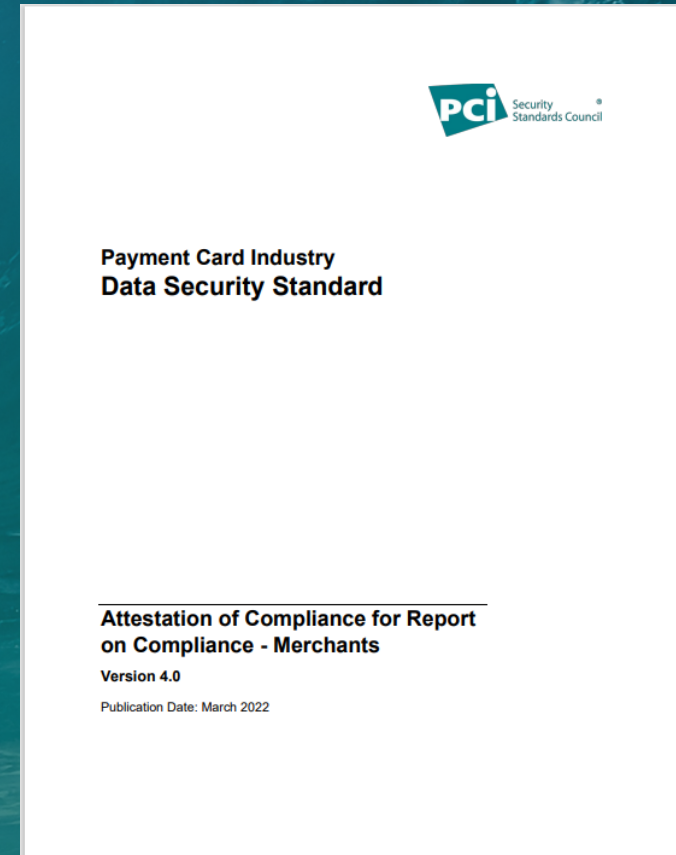 PCI Security ®
Standards Council
Payment Card Industry
Data Security Standard
Attestation of Compliance for Report
on Compliance - Merchants
Version 4.0
Publication Date: March 2022